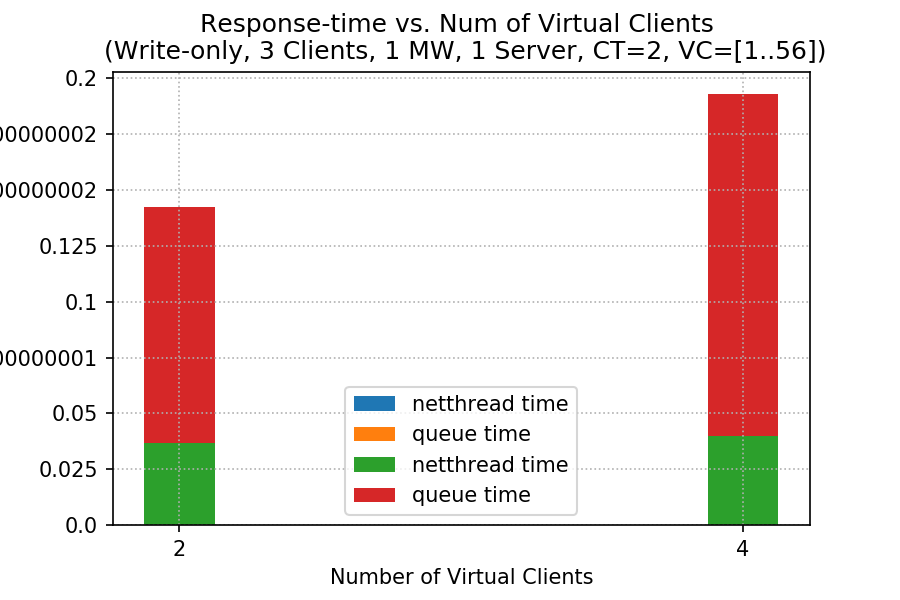 Response-time vs. Num of Virtual Clients
(Write-only, 3 Clients, 1 MW, 1 Server, CT=2, VC=[1..56])
0.2
00000002
00000002
0.125
0.1
00000001
0.05
0.025
0.0
netthread time
queue time
netthread time
queue time
2
4
Number of Virtual Clients